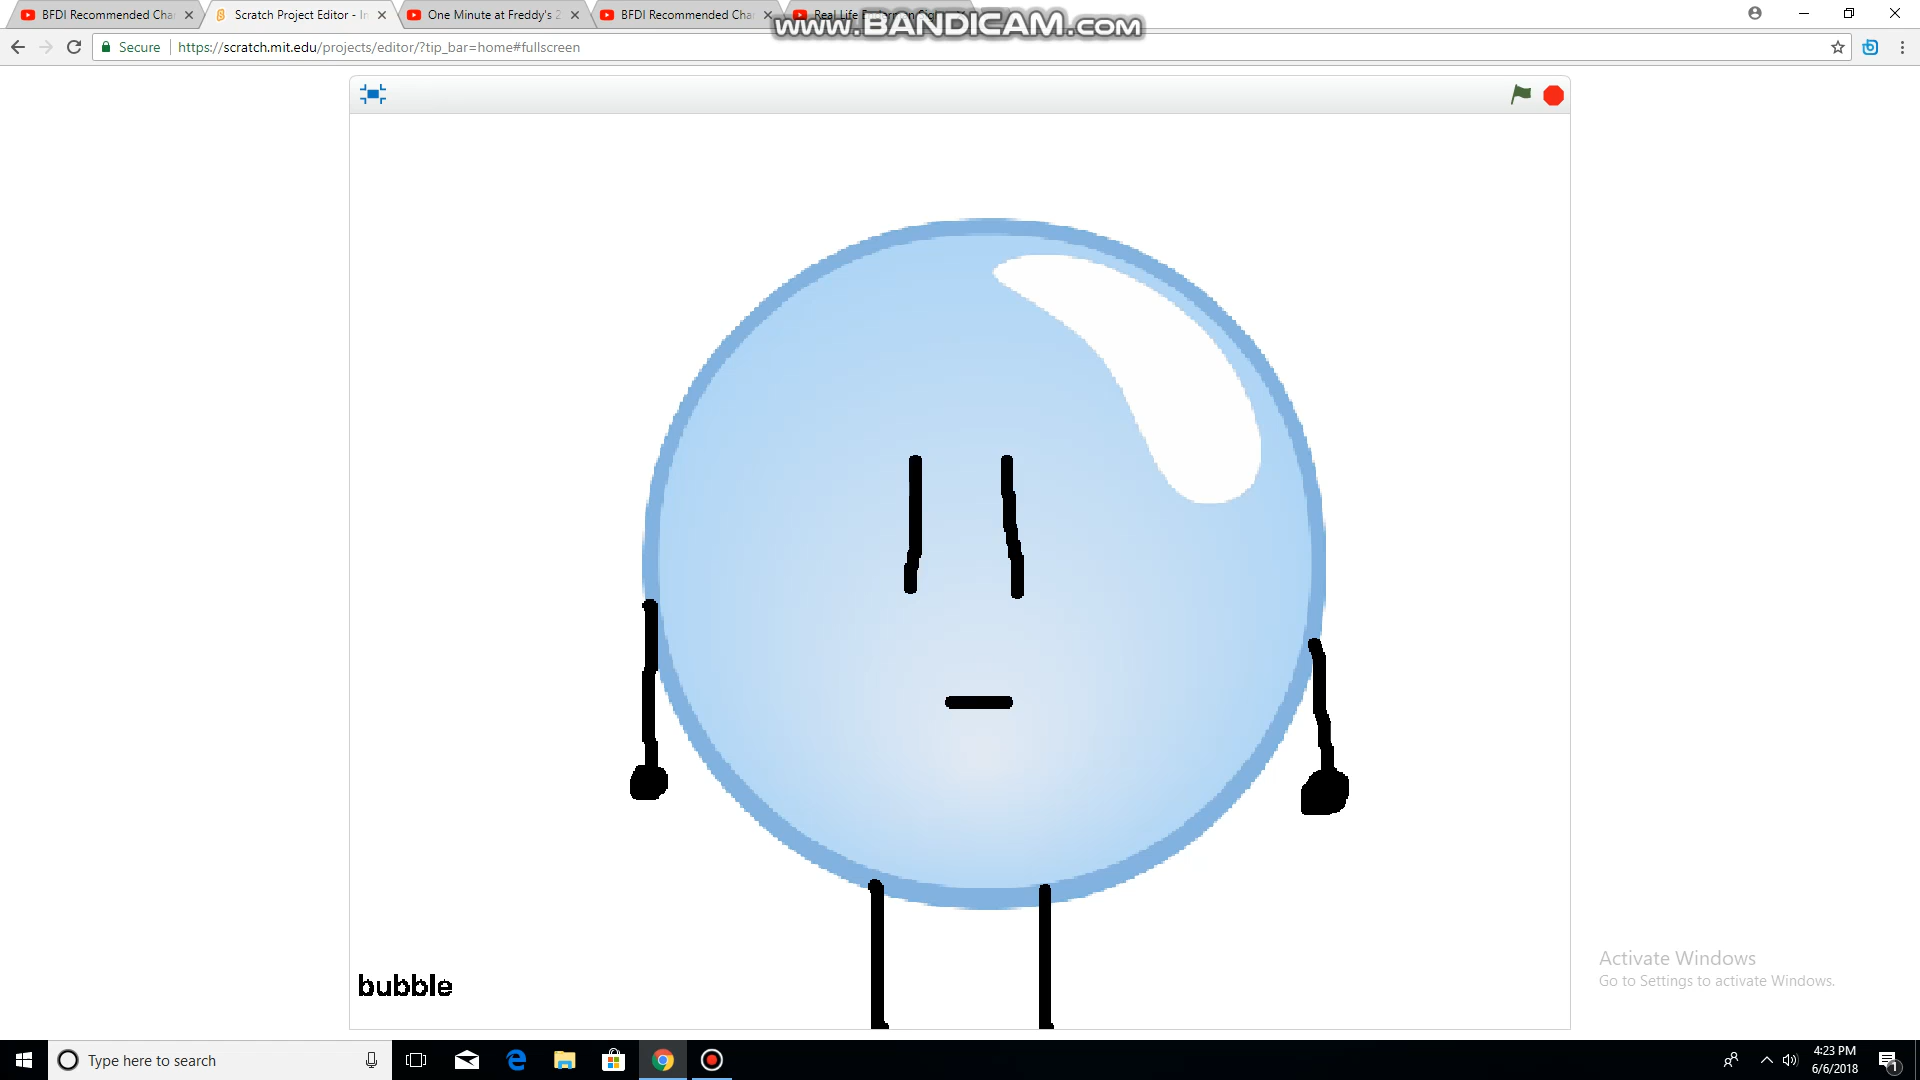 BFDI Recommended Cha
Scratch Project Editor - In
One Minute at Freddy's 2
BFDI Recommended Cha
Real Life
www.BANDICAM.com
Secure
https://scratch.mit.edu/projects/editor/?tip_bar=home#fullscreen
bubble
Activate Windows
Go to Settings to activate Windows.
Type here to search
4:23 PM
6/6/2018
1